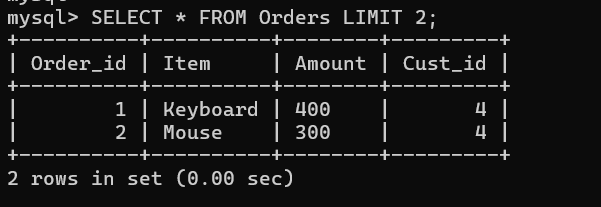 mysql> SELECT * FROM Orders LIMIT 2;
+----------+----------+--------+---------+
| Order_id | Item     | Amount | Cust_id |
+----------+----------+--------+---------+
|        1 | Keyboard | 400    |       4 |
|        2 | Mouse    | 300    |       4 |
+----------+----------+--------+---------+
2 rows in set (0.00 sec)